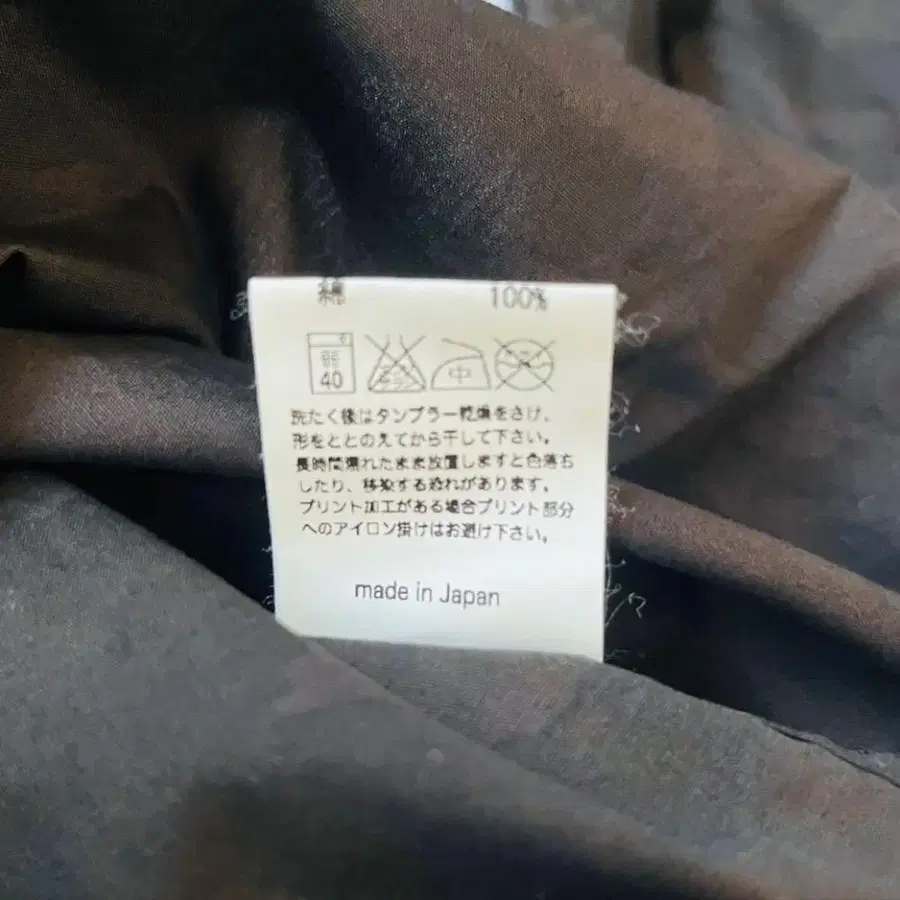 綿 100%
弱 40 中
洗たく後はタンブラー乾燥をさけ、
形をととのえてから干して下さい。
長時間濡れたまま放置しますと色落ち
したり、移染する恐れがあります。
プリント加工がある場合プリント部分
へのアイロン掛けはお避け下さい。
made in Japan